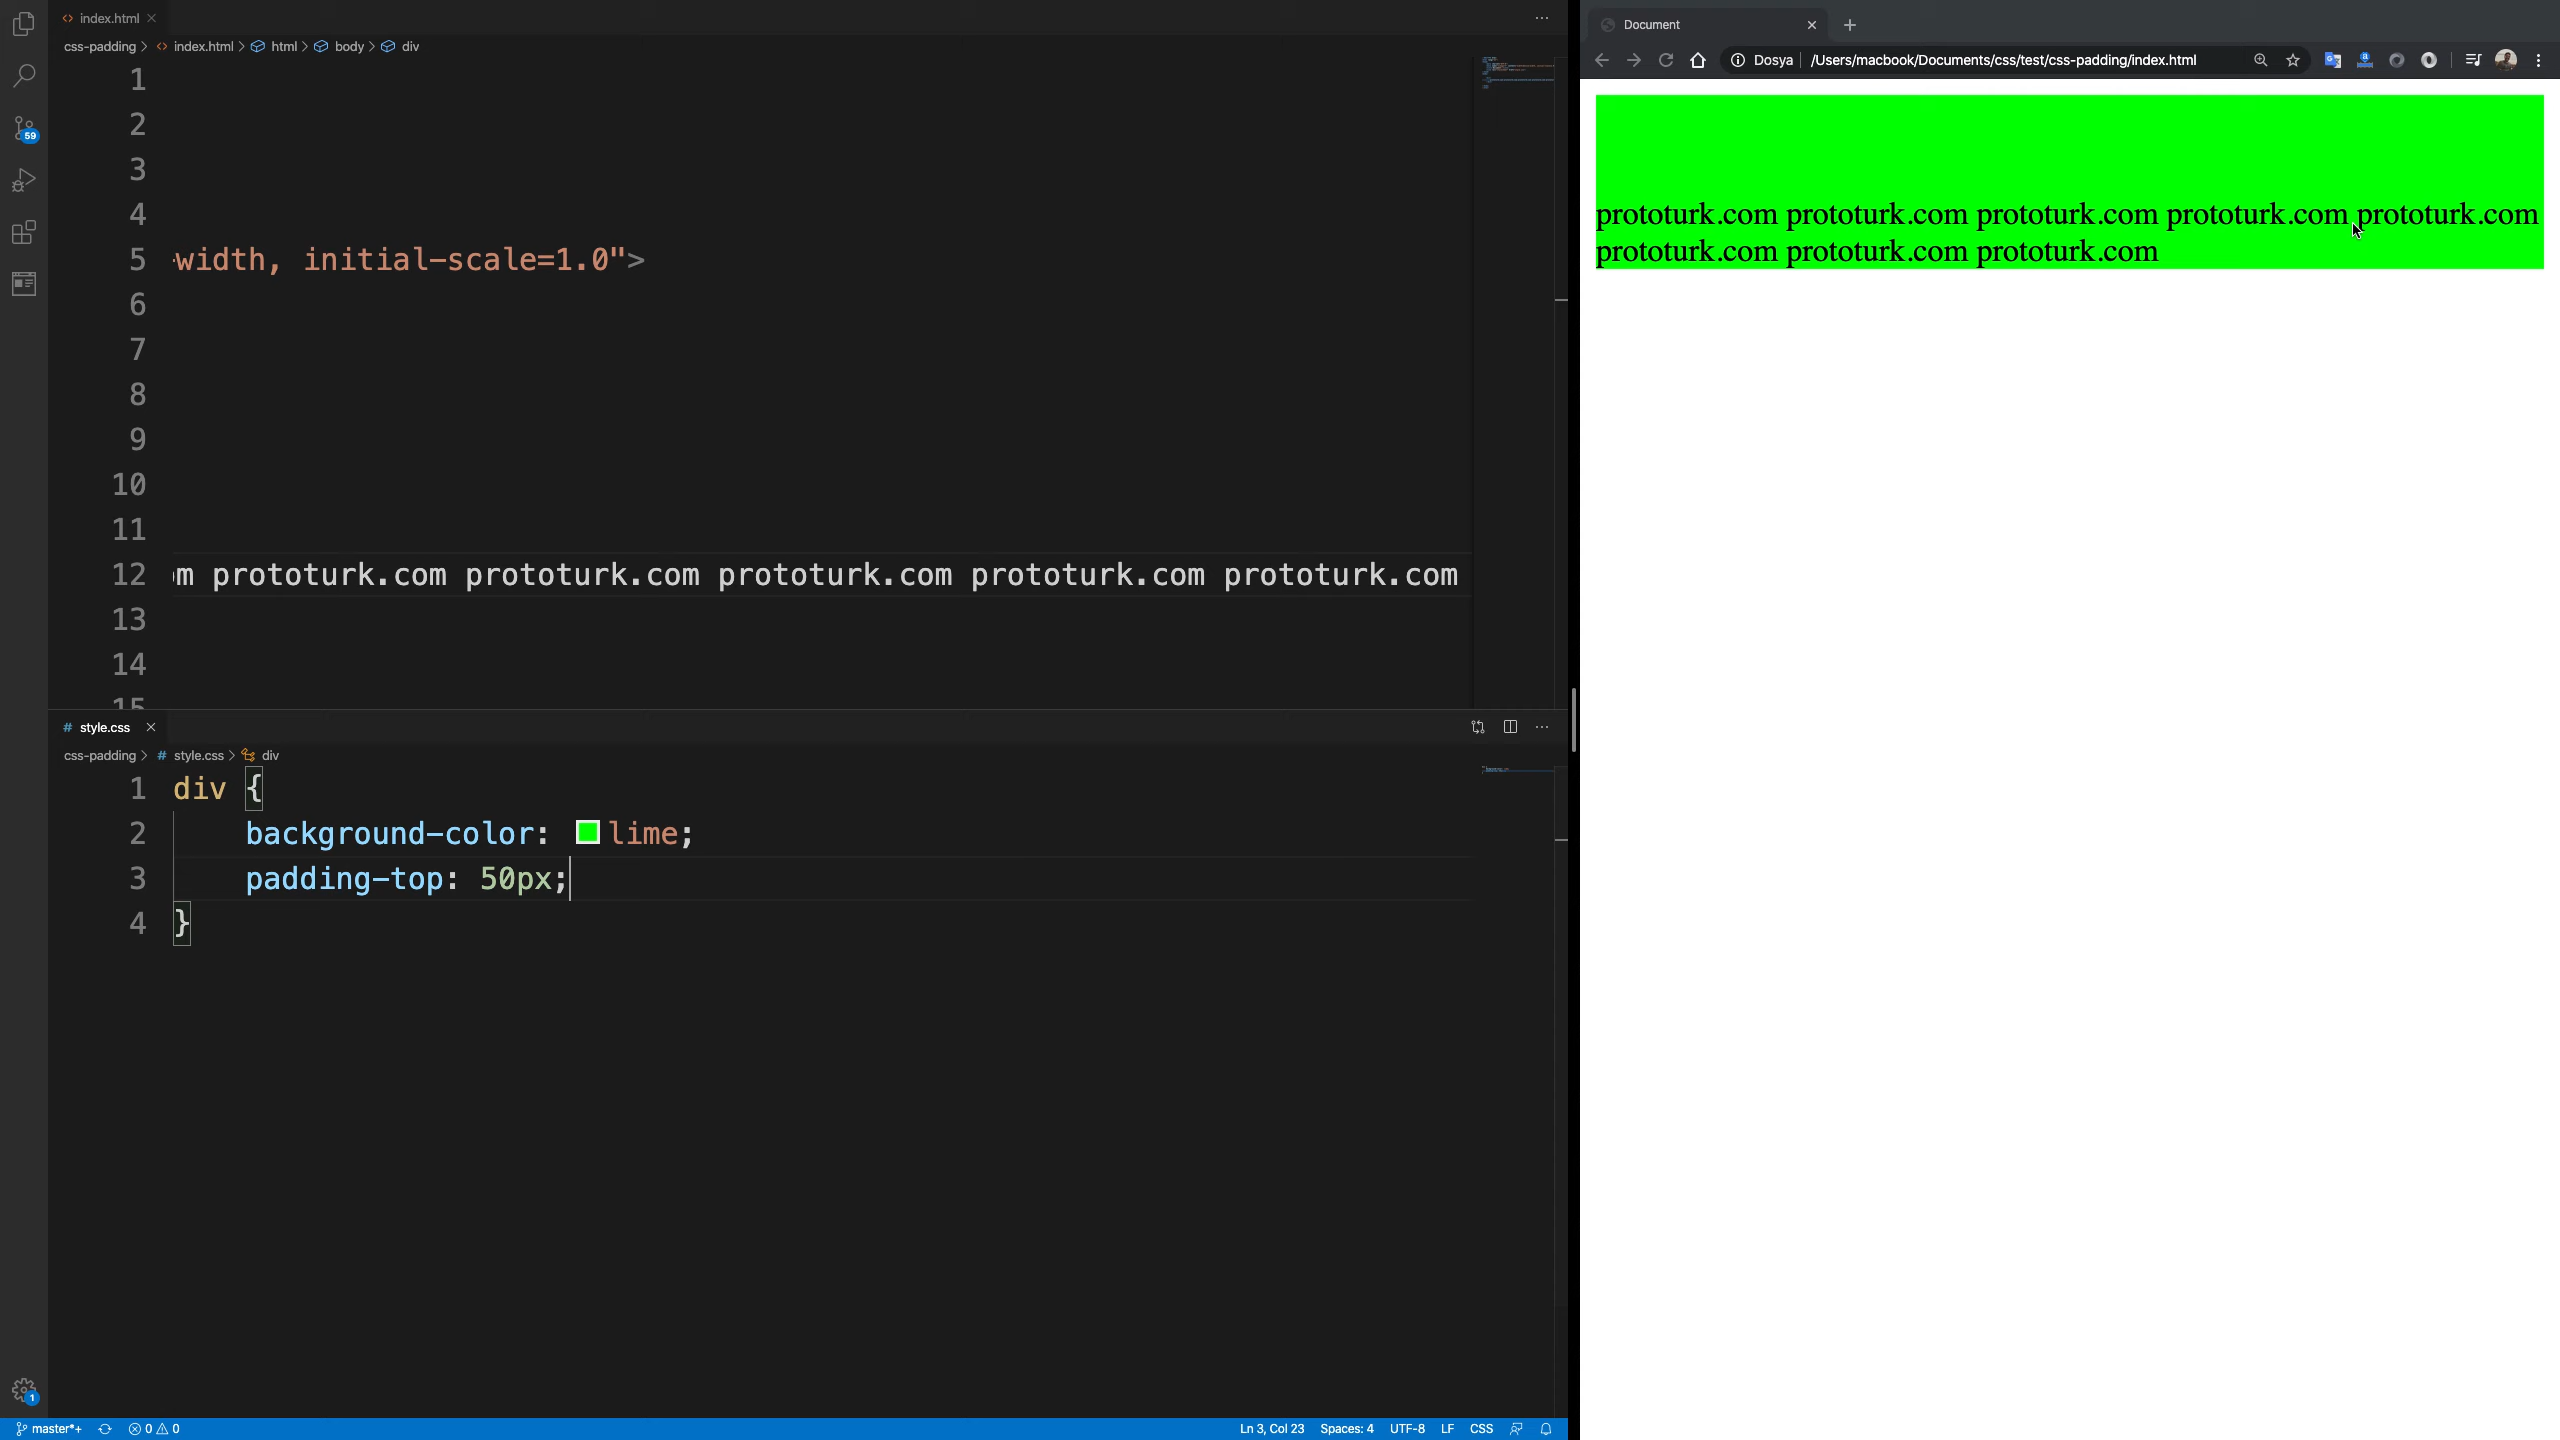 index.html
css-padding > index.html > html > body > div
1
2
3
4
5 -width, initial-scale=1.0">
6
7
8
9
10
11
12 m prototurk.com prototurk.com prototurk.com prototurk.com prototurk.com
13
14
15
# style.css
css-padding > # style.css > div
1 div {
2 background-color: lime;
3 padding-top: 50px;
4 }
59
1
master*+ 0 0 Ln 3, Col 23 Spaces: 4 UTF-8 LF CSS
Document
Dosya /Users/macbook/Documents/css/test/css-padding/index.html
prototurk.com prototurk.com prototurk.com prototurk.com prototurk.com
prototurk.com prototurk.com prototurk.com